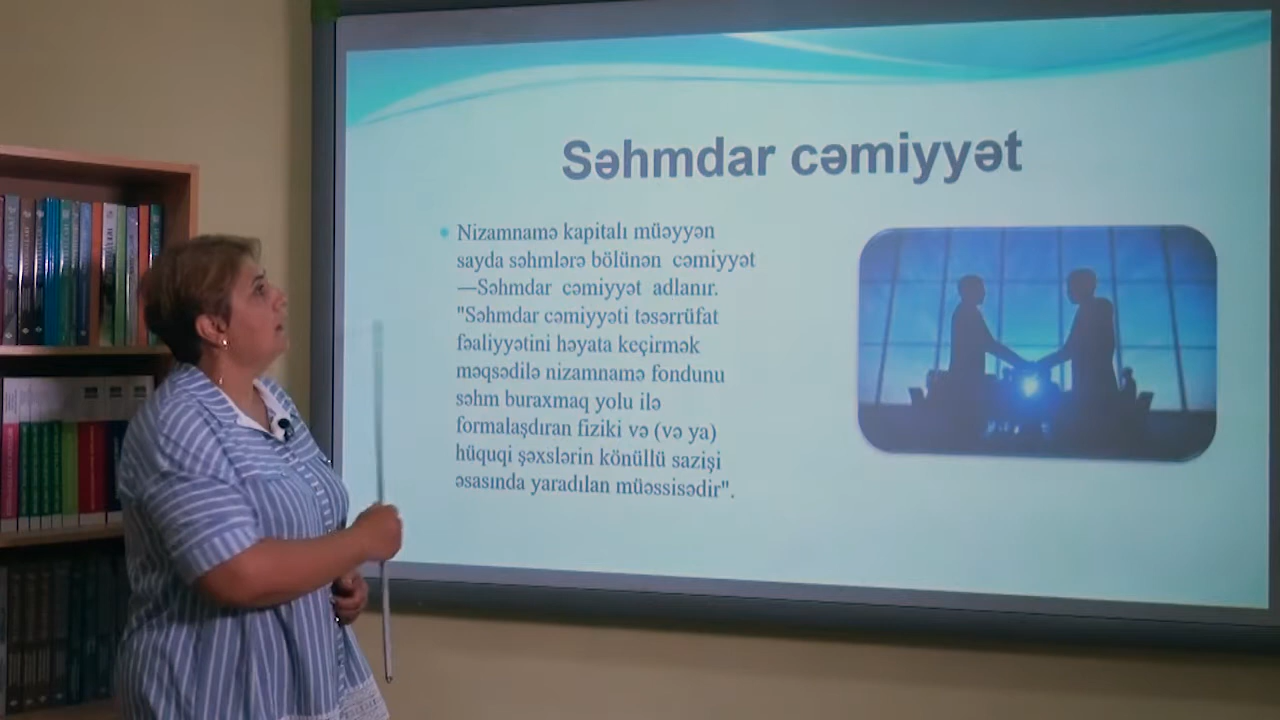 Səhmdar cəmiyyət
Nizamnamə kapitalı müəyyən
sayda səhmlərə bölünən cəmiyyət
—Səhmdar cəmiyyət adlanır.
"Səhmdar cəmiyyəti təsərrüfat
fəaliyyətini həyata keçirmək
məqsədilə nizamnamə fondunu
səhm buraxmaq yolu ilə
formalaşdıran fiziki və (və ya)
hüquqi şəxslərin könüllü sazişi
əsasında yaradılan müəssisədir".